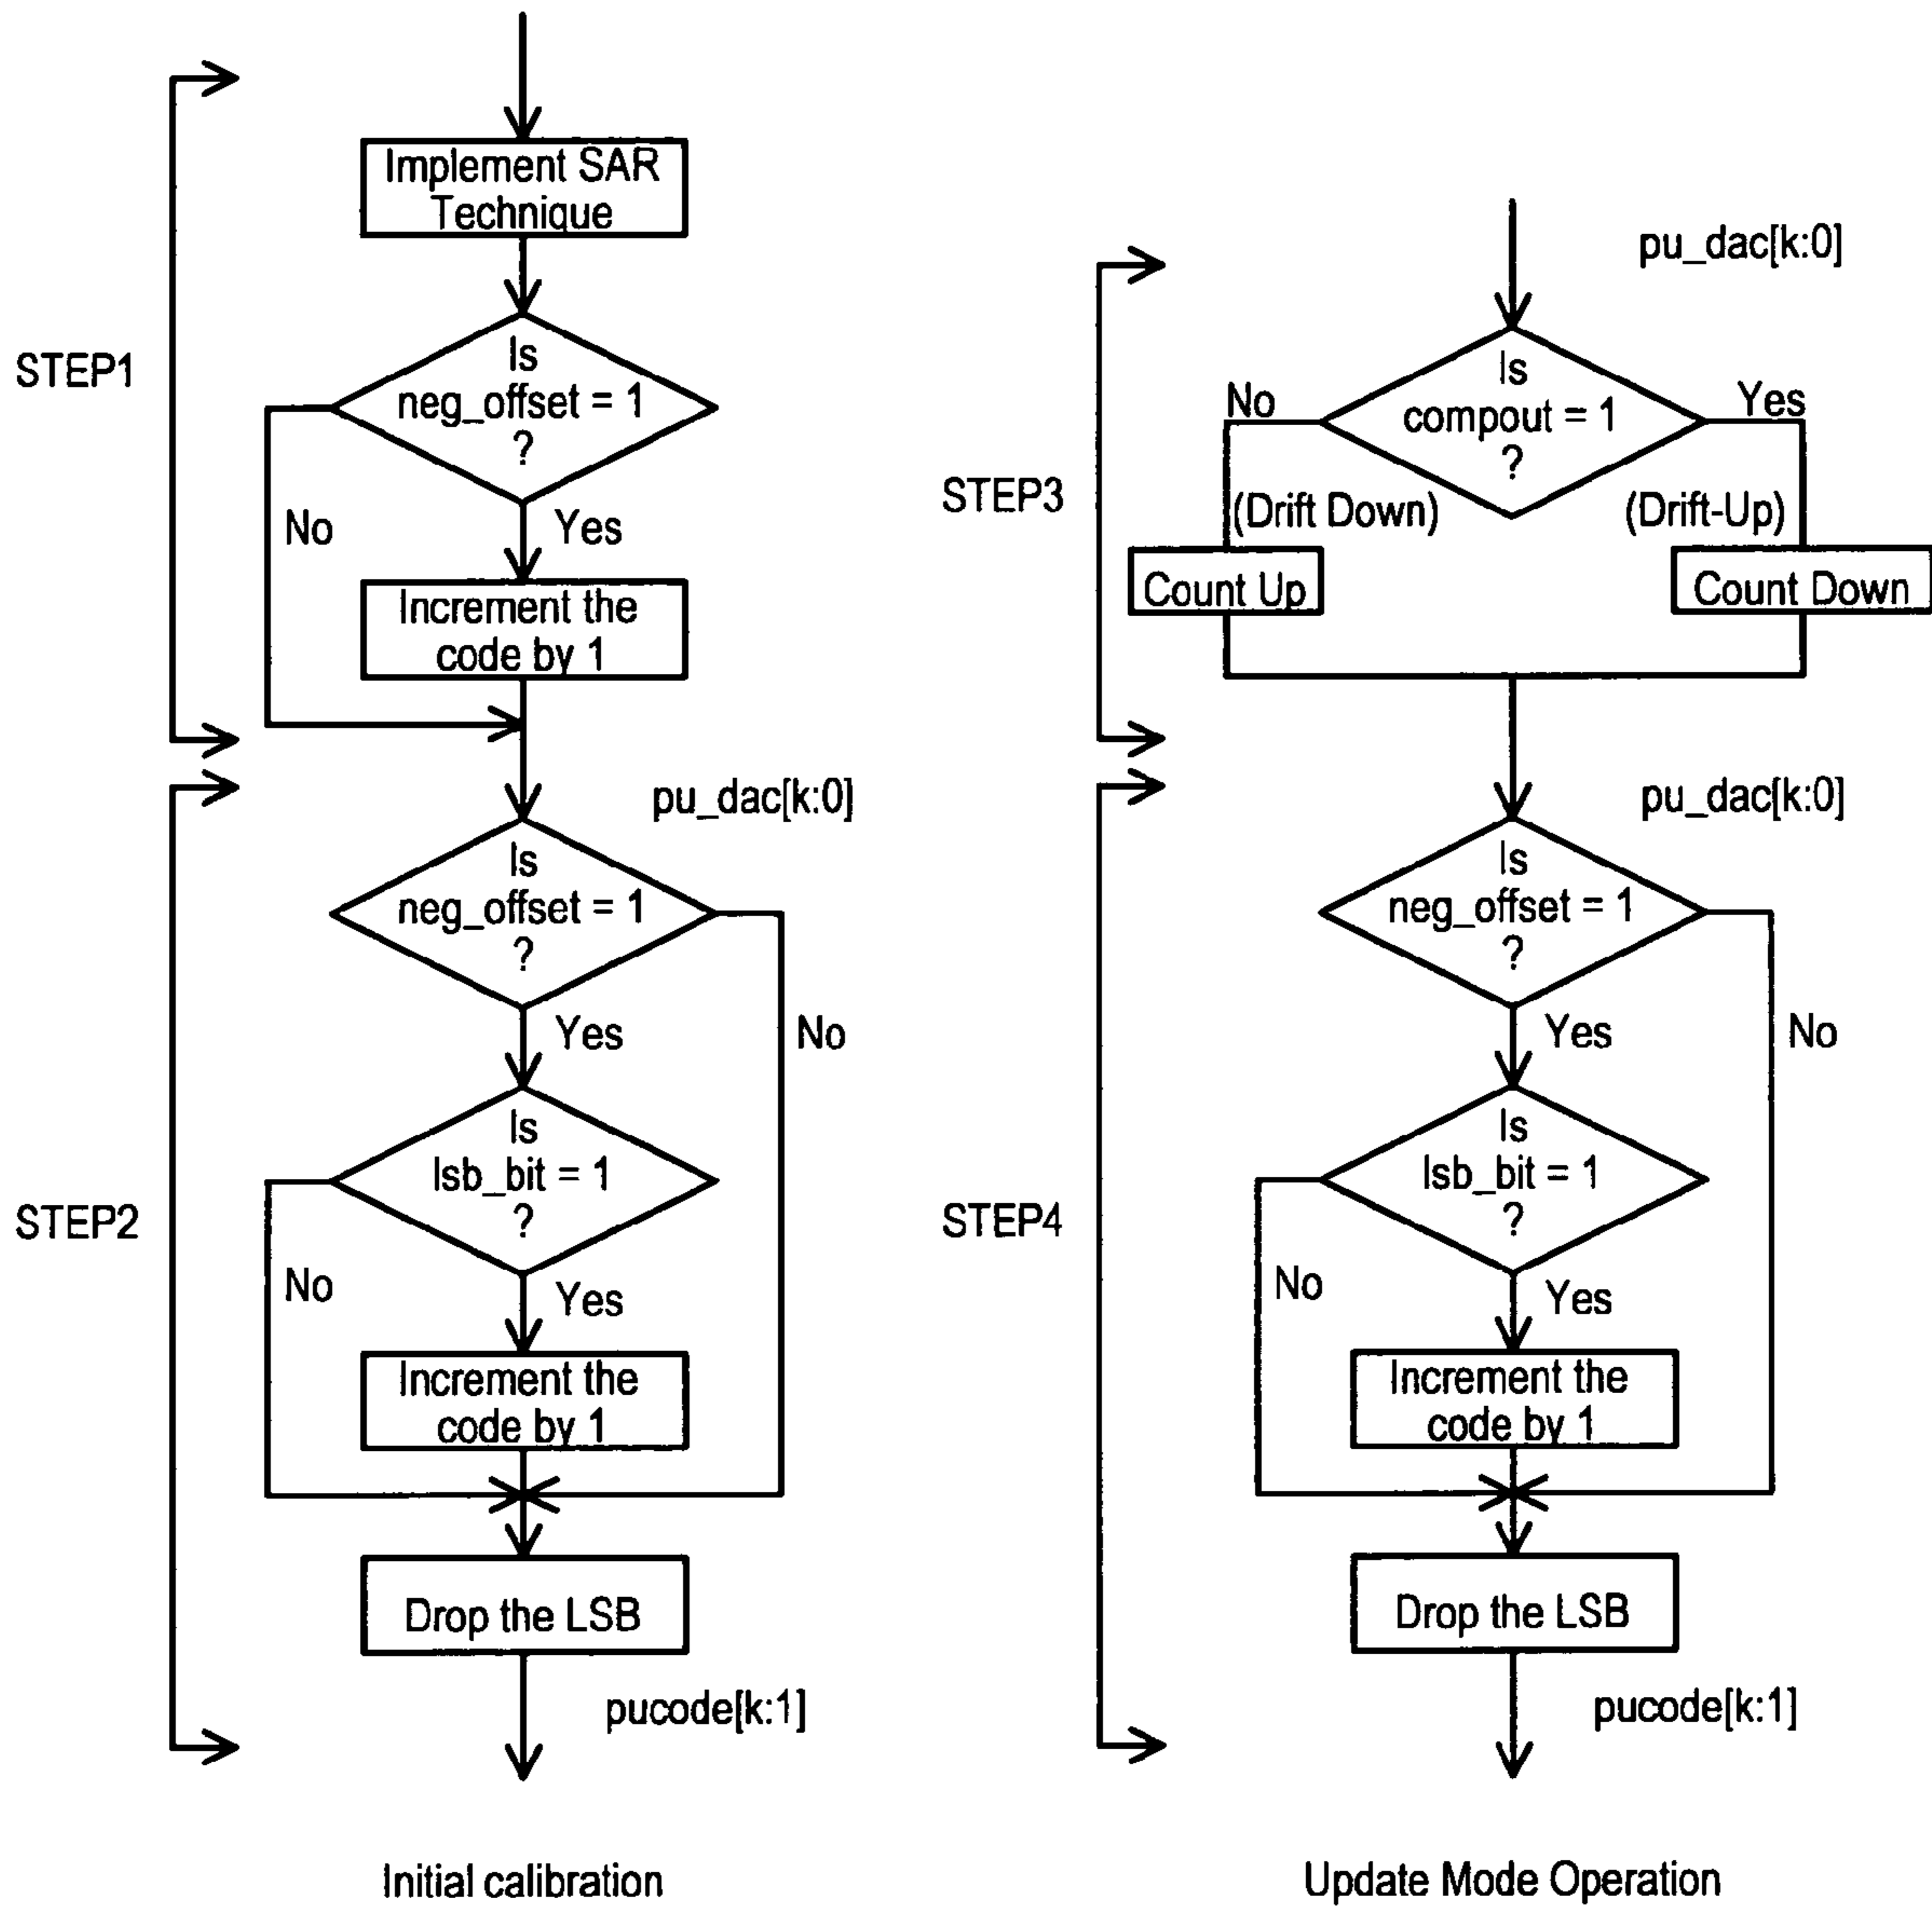 Implement SAR
Technique
Is
neg_offset = 1
?
STEP1
No
Yes
Increment the
code by 1
pu_dac[k:0]
Is
neg_offset = 1
?
Yes
No
Is
lsb_bit = 1
?
STEP2
No
Yes
Increment the
code by 1
Drop the LSB
pucode[k:1]
Initial calibration
pu_dac[k:0]
Is
compout = 1
?
No
Yes
STEP3
(Drift Down)
(Drift-Up)
Count Up
Count Down
pu_dac[k:0]
Is
neg_offset = 1
?
Yes
No
Is
lsb_bit = 1
?
STEP4
No
Yes
Increment the
code by 1
Drop the LSB
pucode[k:1]
Update Mode Operation